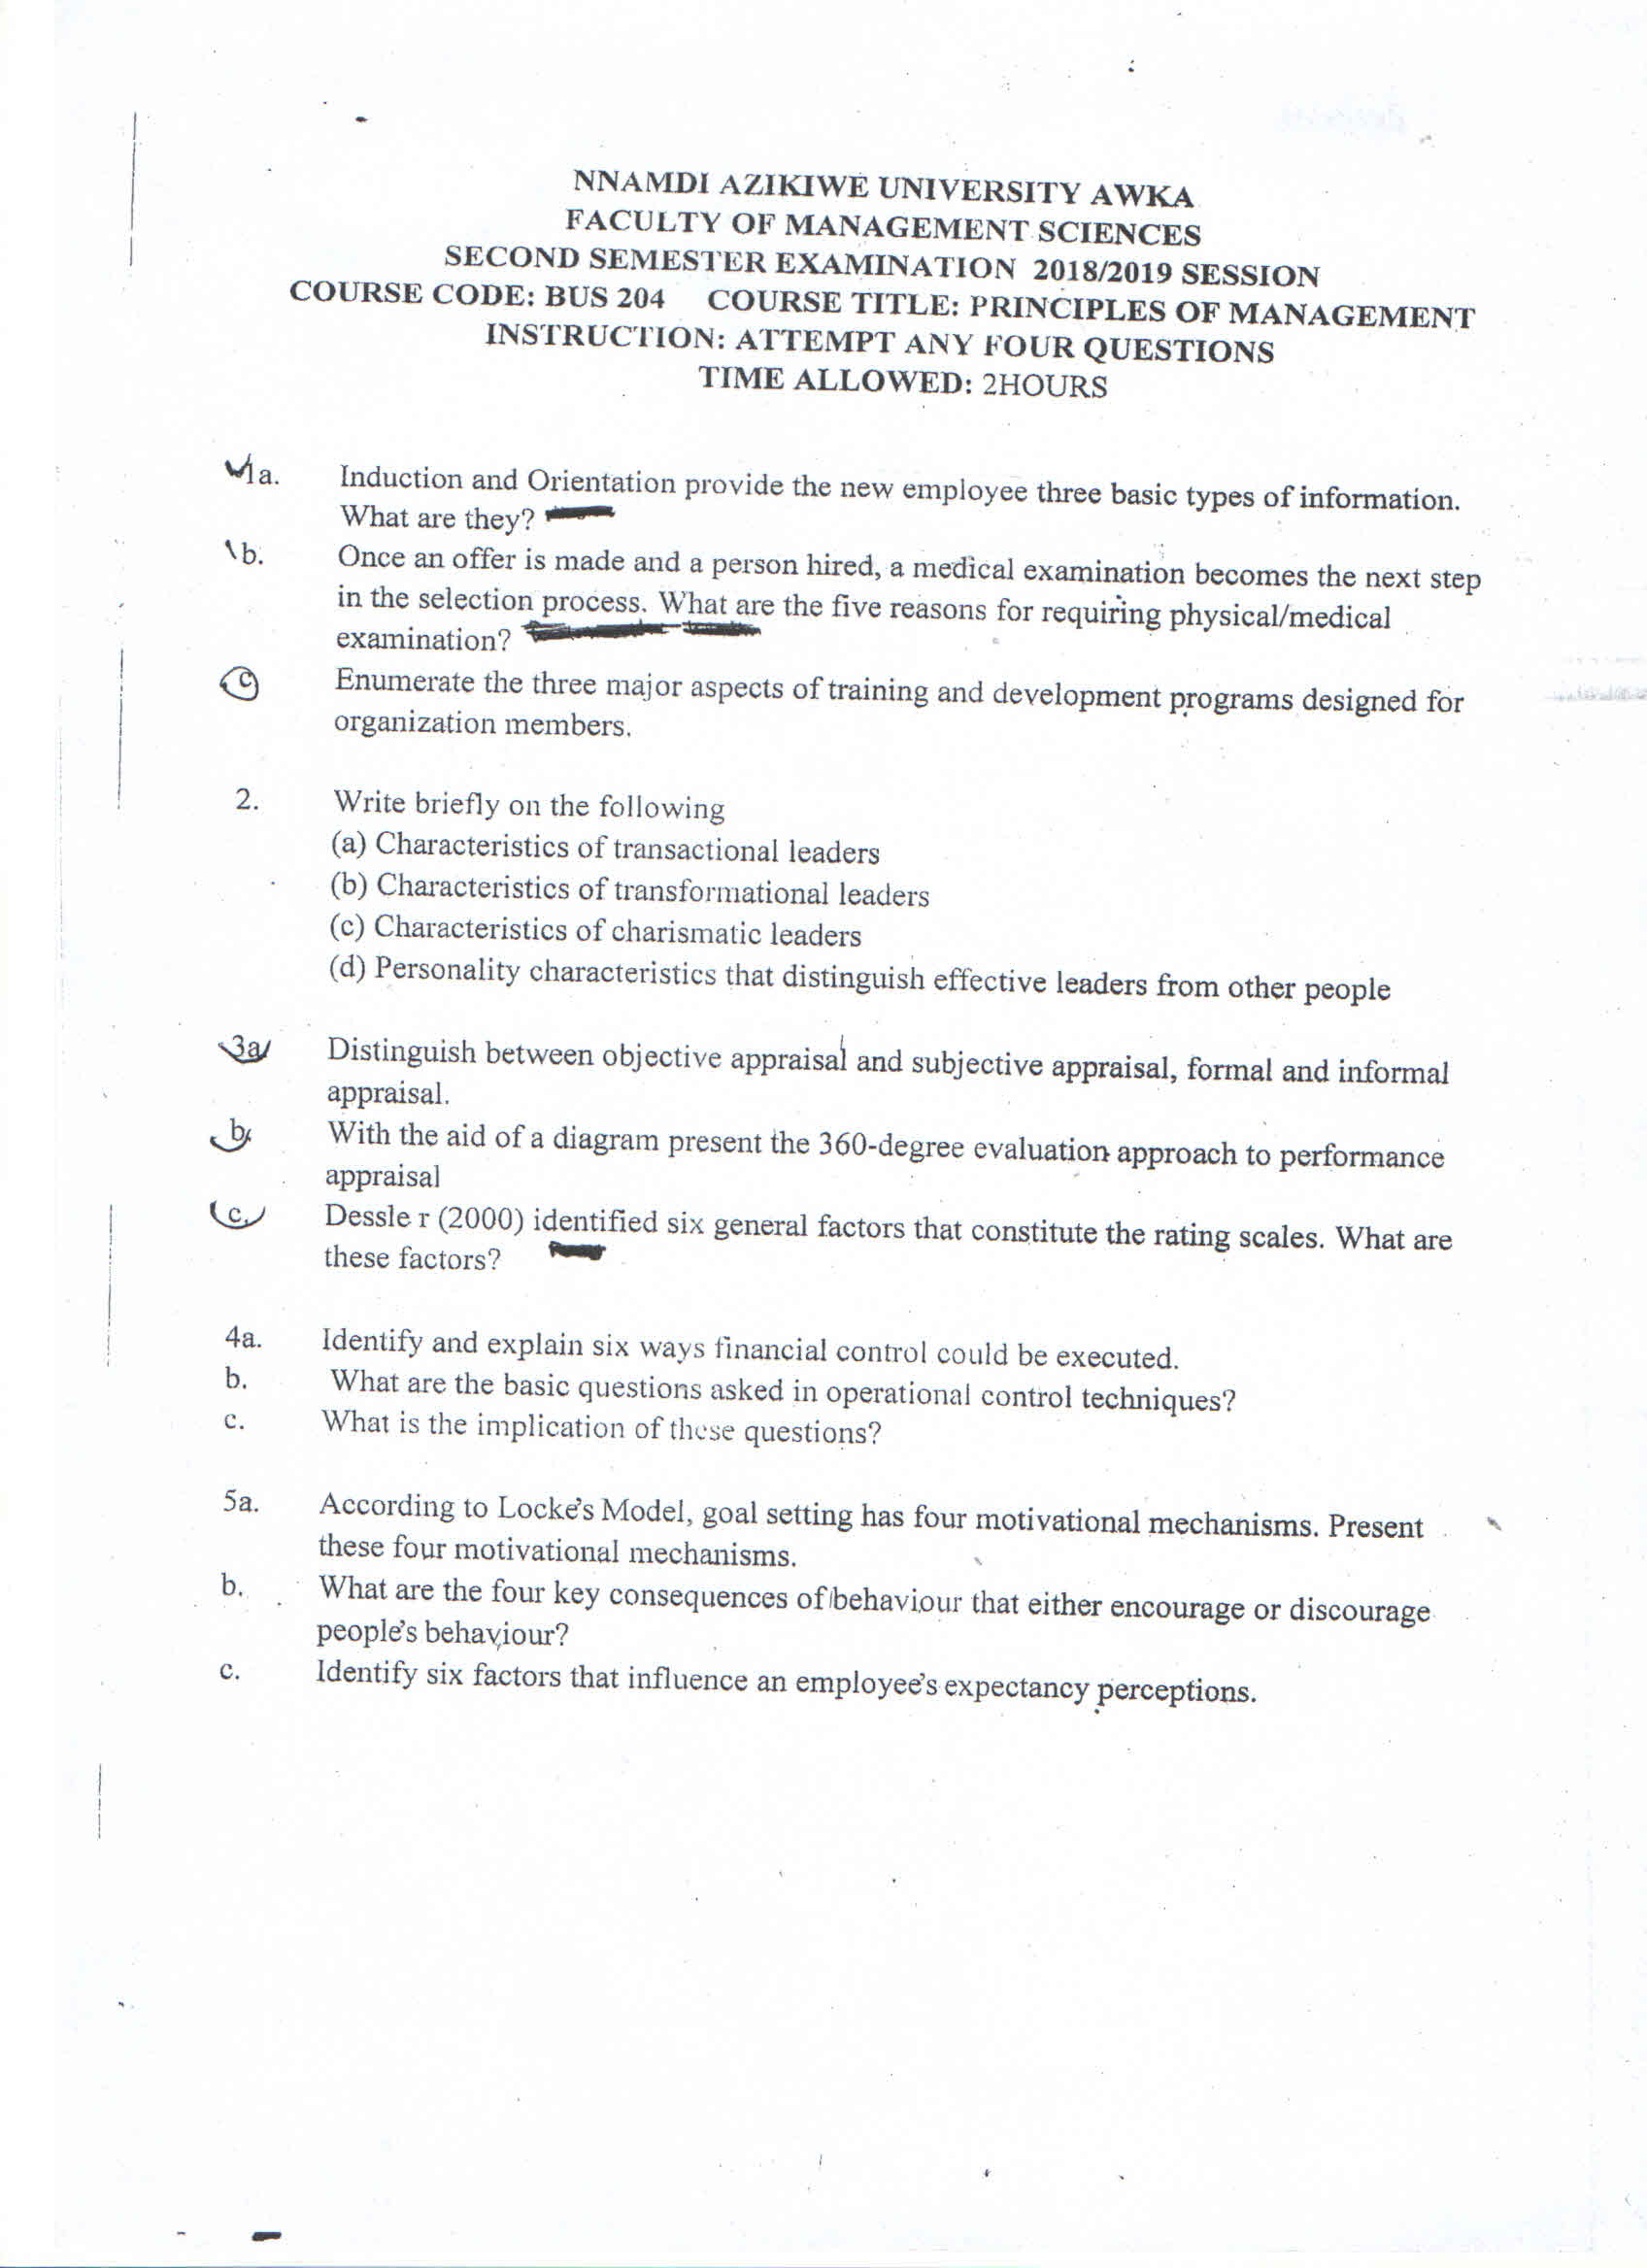 NNAMDI AZIKIWE UNIVERSITY AWKA
FACULTY OF MANAGEMENT SCIENCES
SECOND SEMESTER EXAMINATION 2018/2019 SESSION
COURSE CODE: BUS 204 COURSE TITLE: PRINCIPLES OF MANAGEMENT
INSTRUCTION: ATTEMPT ANY FOUR QUESTIONS
TIME ALLOWED: 2HOURS
1a. Induction and Orientation provide the new employee three basic types of information.
What are they?
b. Once an offer is made and a person hired, a medical examination becomes the next step
in the selection process. What are the five reasons for requiring physical/medical
examination?
c Enumerate the three major aspects of training and development programs designed for
organization members.
2. Write briefly on the following
(a) Characteristics of transactional leaders
(b) Characteristics of transformational leaders
(c) Characteristics of charismatic leaders
(d) Personality characteristics that distinguish effective leaders from other people
3a Distinguish between objective appraisal and subjective appraisal, formal and informal
appraisal.
b With the aid of a diagram present the 360-degree evaluation approach to performance
appraisal
c. Dessle r (2000) identified six general factors that constitute the rating scales. What are
these factors?
4a. Identify and explain six ways financial control could be executed.
b. What are the basic questions asked in operational control techniques?
c. What is the implication of these questions?
5a. According to Locke's Model, goal setting has four motivational mechanisms. Present
these four motivational mechanisms.
b. What are the four key consequences of behaviour that either encourage or discourage
people's behaviour?
c. Identify six factors that influence an employee's expectancy perceptions.